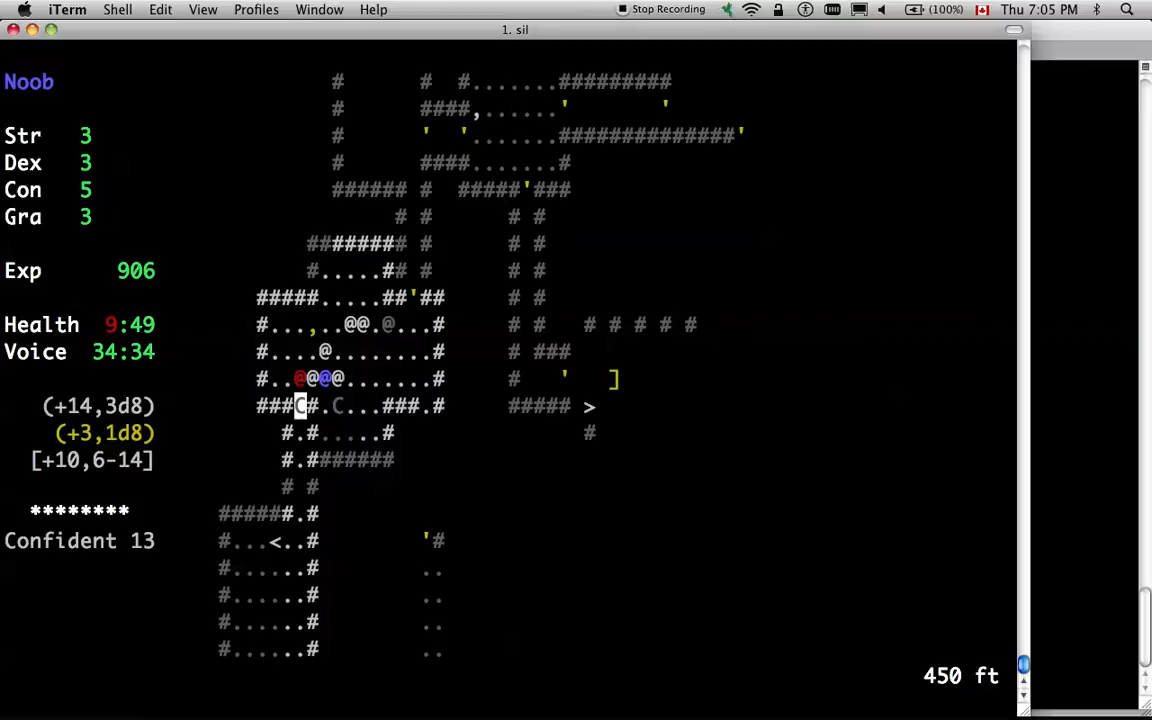 iTerm Shell Edit View Profiles Window Help Stop Recording (100%) Thu 7:05 PM
1. sil
Noob # # #.......#########
# ####,......' '
Str 3 # ' '.......##############'
Dex 3 # ####.......#
Con 5 ###### # #####'###
Gra 3 # # # #
######## # # #
Exp 906 #.....## # # #
#####.....##'## # #
Health 9:49 #...,..@@.@...# # # # # # # #
Voice 34:34 #....@........# # ###
#..@@@@.......# # ' ]
(+14,3d8) ###C#.C...###.# ##### >
(+3,1d8) #.#.....# #
[+10,6-14] #.#######
# #
******** ######.#
Confident 13 #...<..# '#
#......# ..
#......# ..
#......# ..
#......# ..
450 ft